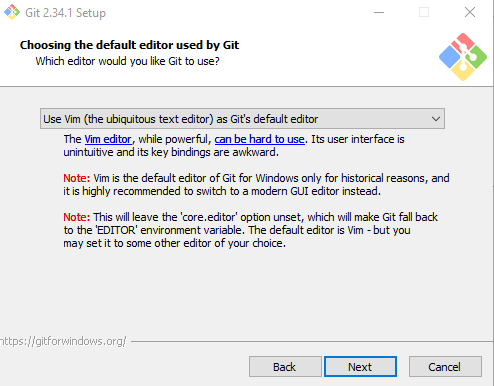 Git 2.34.1 Setup
Choosing the default editor used by Git
Which editor would you like Git to use?
Use Vim (the ubiquitous text editor) as Git's default editor
The Vim editor, while powerful, can be hard to use. Its user interface is
unintuitive and its key bindings are awkward.
Note: Vim is the default editor of Git for Windows only for historical reasons, and
it is highly recommended to switch to a modern GUI editor instead.
Note: This will leave the 'core.editor' option unset, which will make Git fall back
to the 'EDITOR' environment variable. The default editor is Vim - but you
may set it to some other editor of your choice.
https://gitforwindows.org/
Back
Next
Cancel